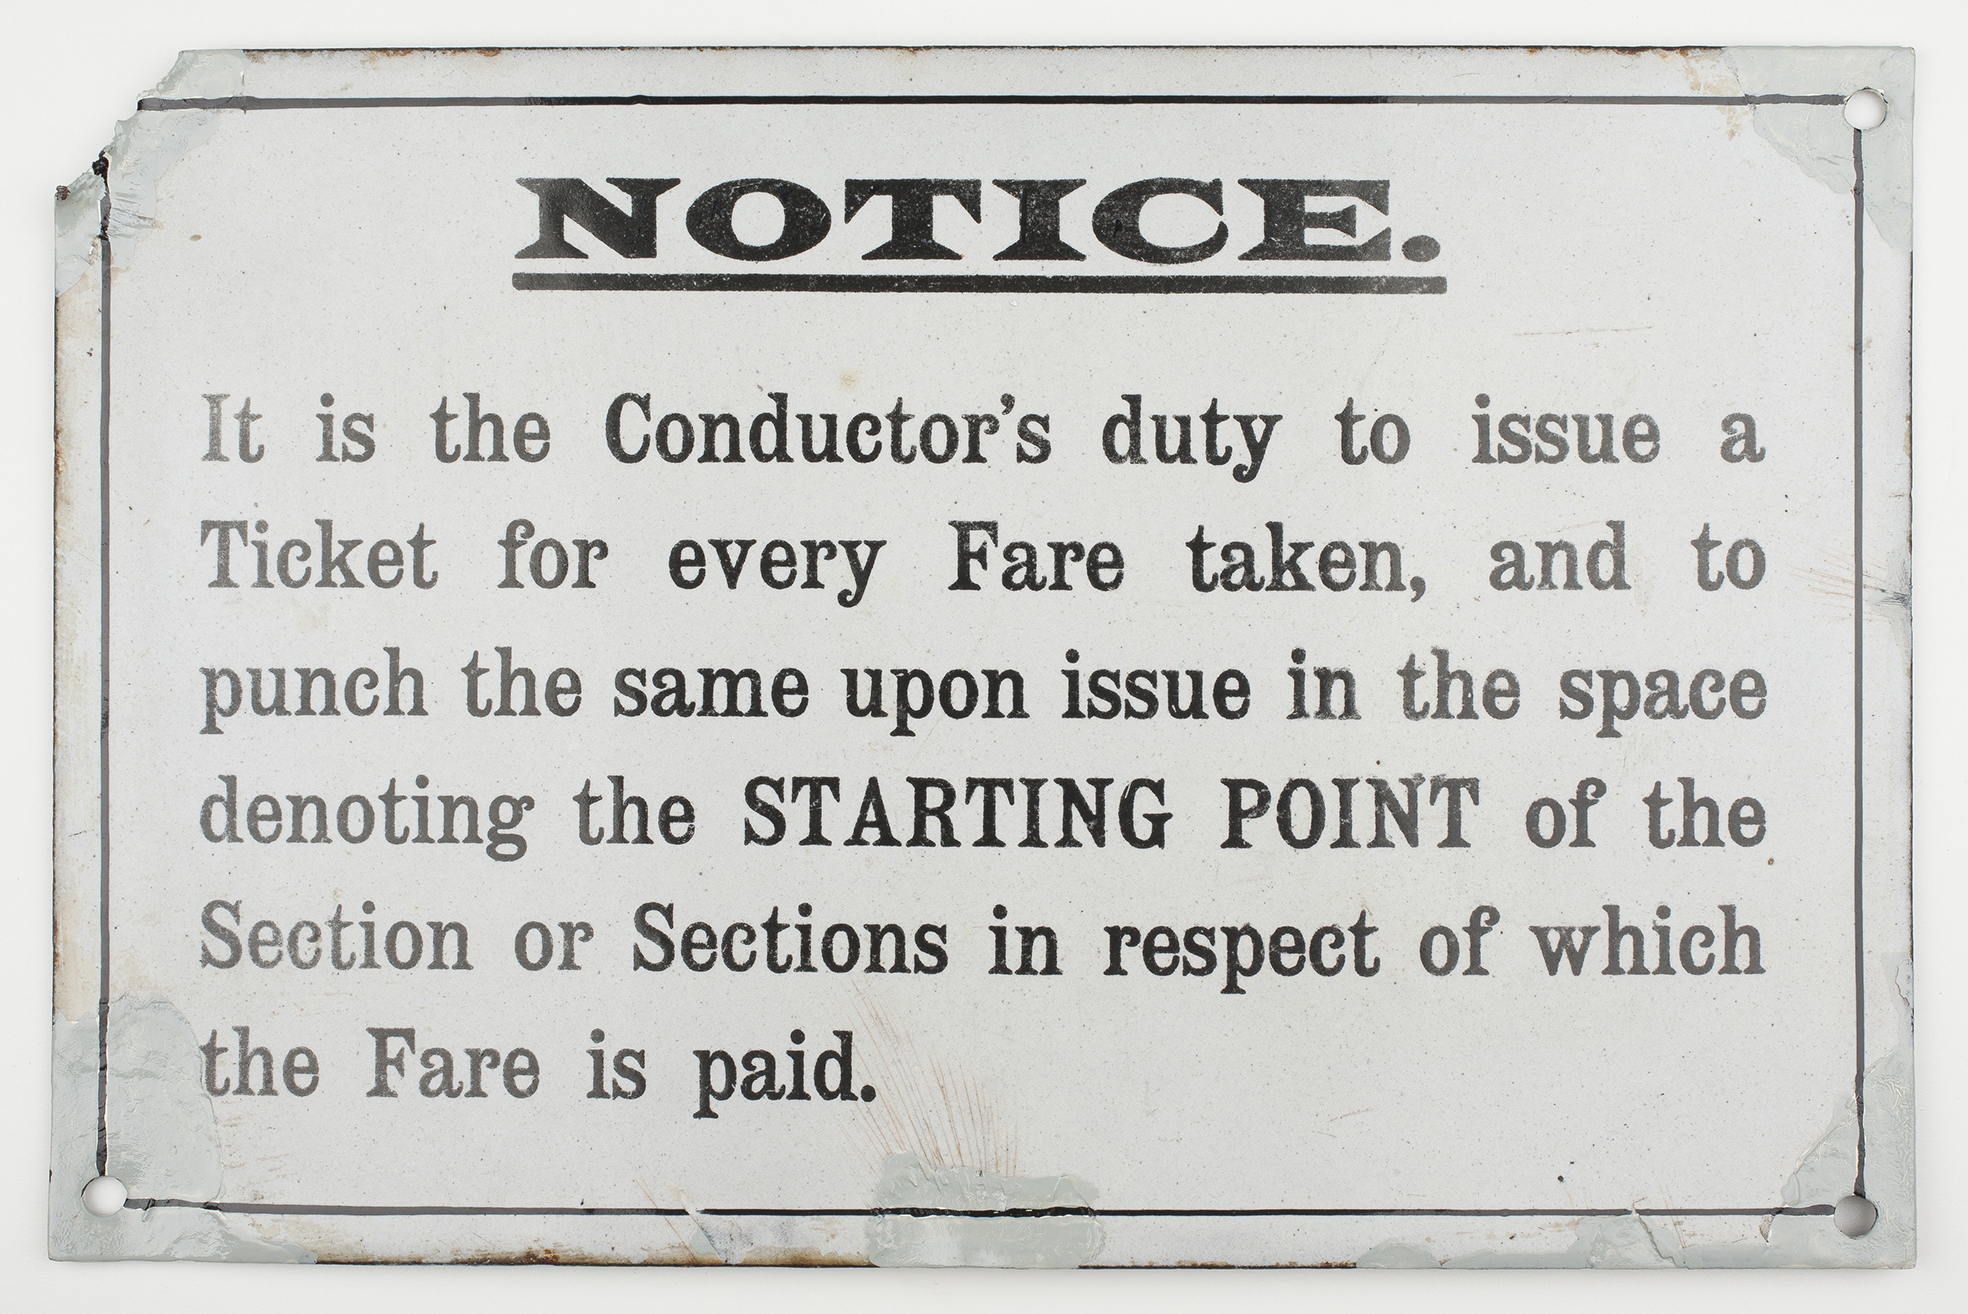 NOTICE.
It is the Conductor's duty to issue a
Ticket for every Fare taken, and to
punch the same upon issue in the space
denoting the STARTING POINT of the
Section or Sections in respect of which
the Fare is paid.